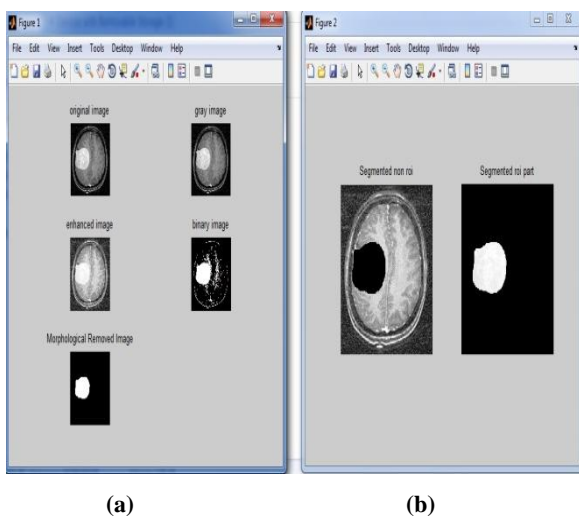 Figure 1
File Edit View Insert Tools Desktop Window Help
original image
gray image
enhanced image
binary image
Morphological Removed Image
(a)
Figure 2
File Edit View Insert Tools Desktop Window Help
Segmented non roi
Segmented roi part
(b)